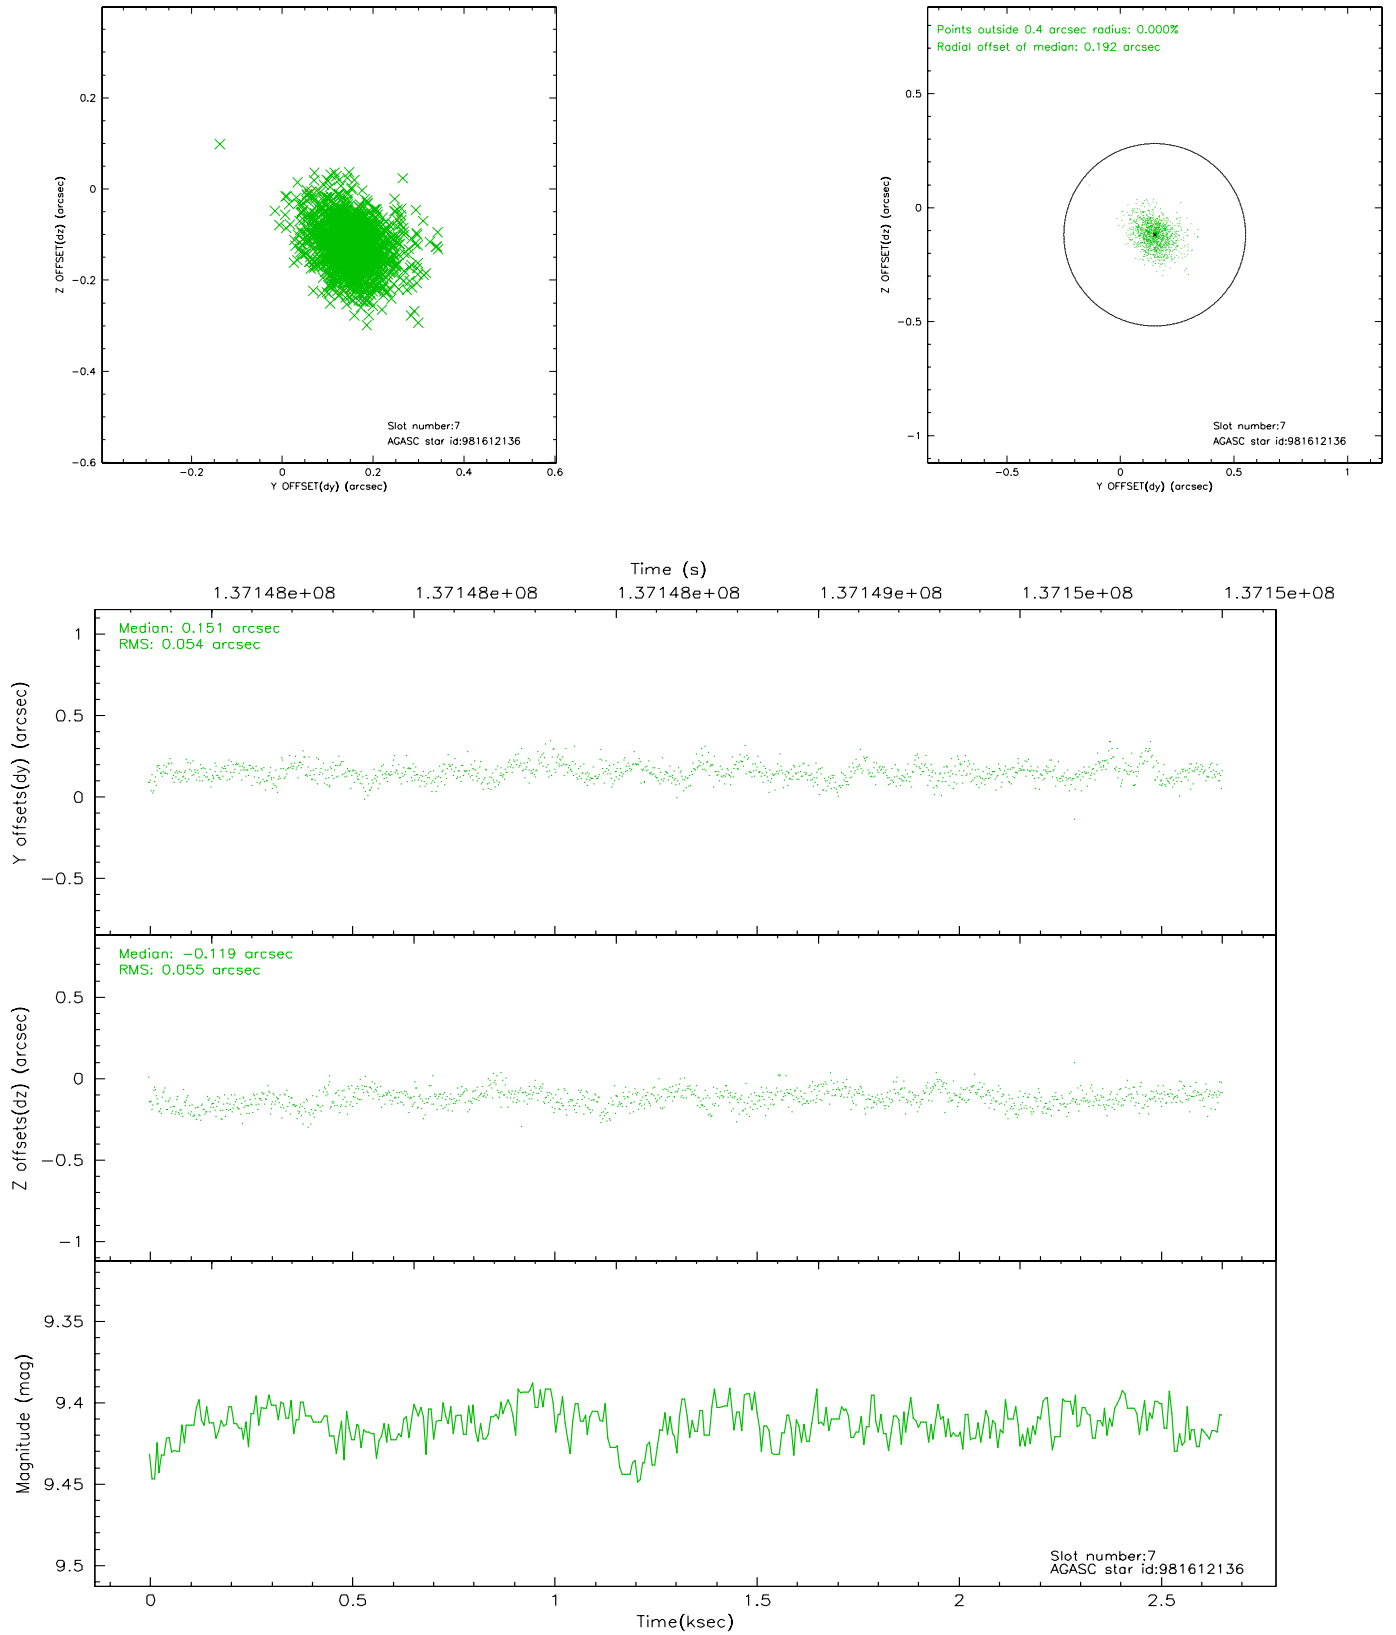 0.2
0
−0.2
−0.4
−0.6
Z OFFSET(dz) (arcsec)
Slot number:7
AGASC star id:981612136
−0.2 0 0.2 0.4 0.6
Y OFFSET(dy) (arcsec)
Points outside 0.4 arcsec radius: 0.000%
Radial offset of median: 0.192 arcsec
0.5
0
−0.5
−1
Z OFFSET(dz) (arcsec)
Slot number:7
AGASC star id:981612136
−0.5 0 0.5 1
Y OFFSET(dy) (arcsec)
Time (s)
1.37148e+08 1.37148e+08 1.37148e+08 1.37149e+08 1.3715e+08 1.3715e+08
Median: 0.151 arcsec
RMS: 0.054 arcsec
1
0.5
0
−0.5
Y offsets(dy) (arcsec)
Median: −0.119 arcsec
RMS: 0.055 arcsec
0.5
0
−0.5
−1
Z offsets(dz) (arcsec)
9.35
9.4
9.45
9.5
Magnitude (mag)
Slot number:7
AGASC star id:981612136
0 0.5 1 1.5 2 2.5
Time(ksec)